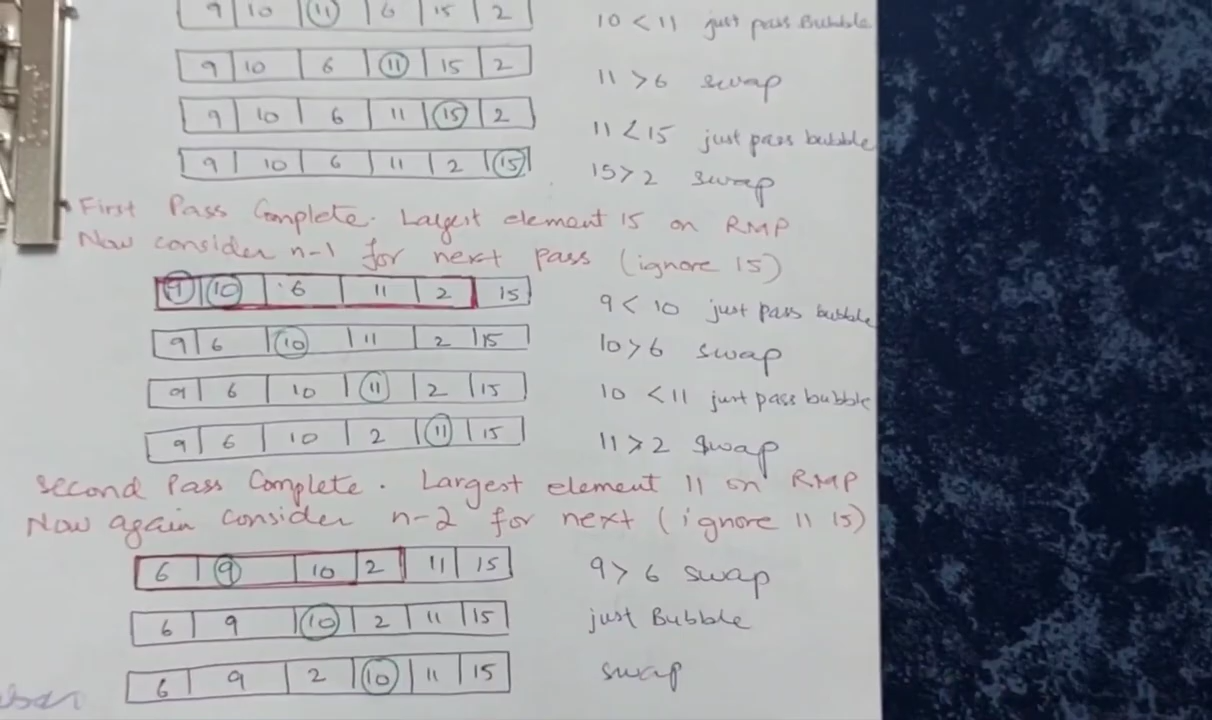 9 10 11 6 15 2 10 < 11 just pass Bubble
9 10 6 11 15 2 11 > 6 swap
9 10 6 11 15 2 11 < 15 just pass bubble
9 10 6 11 2 15 15 > 2 swap
First Pass Complete. Largest element 15 on RMP
Now consider n-1 for next pass (ignore 15)
9 10 6 11 2 15 9 < 10 just pass bubble
9 6 10 11 2 15 10 > 6 swap
9 6 10 11 2 15 10 < 11 just pass bubble
9 6 10 2 11 15 11 > 2 swap
Second Pass Complete. Largest element 11 on RMP
Now again consider n-2 for next (ignore 11 15)
6 9 10 2 11 15 9 > 6 swap
6 9 10 2 11 15 just Bubble
6 9 2 10 11 15 swap